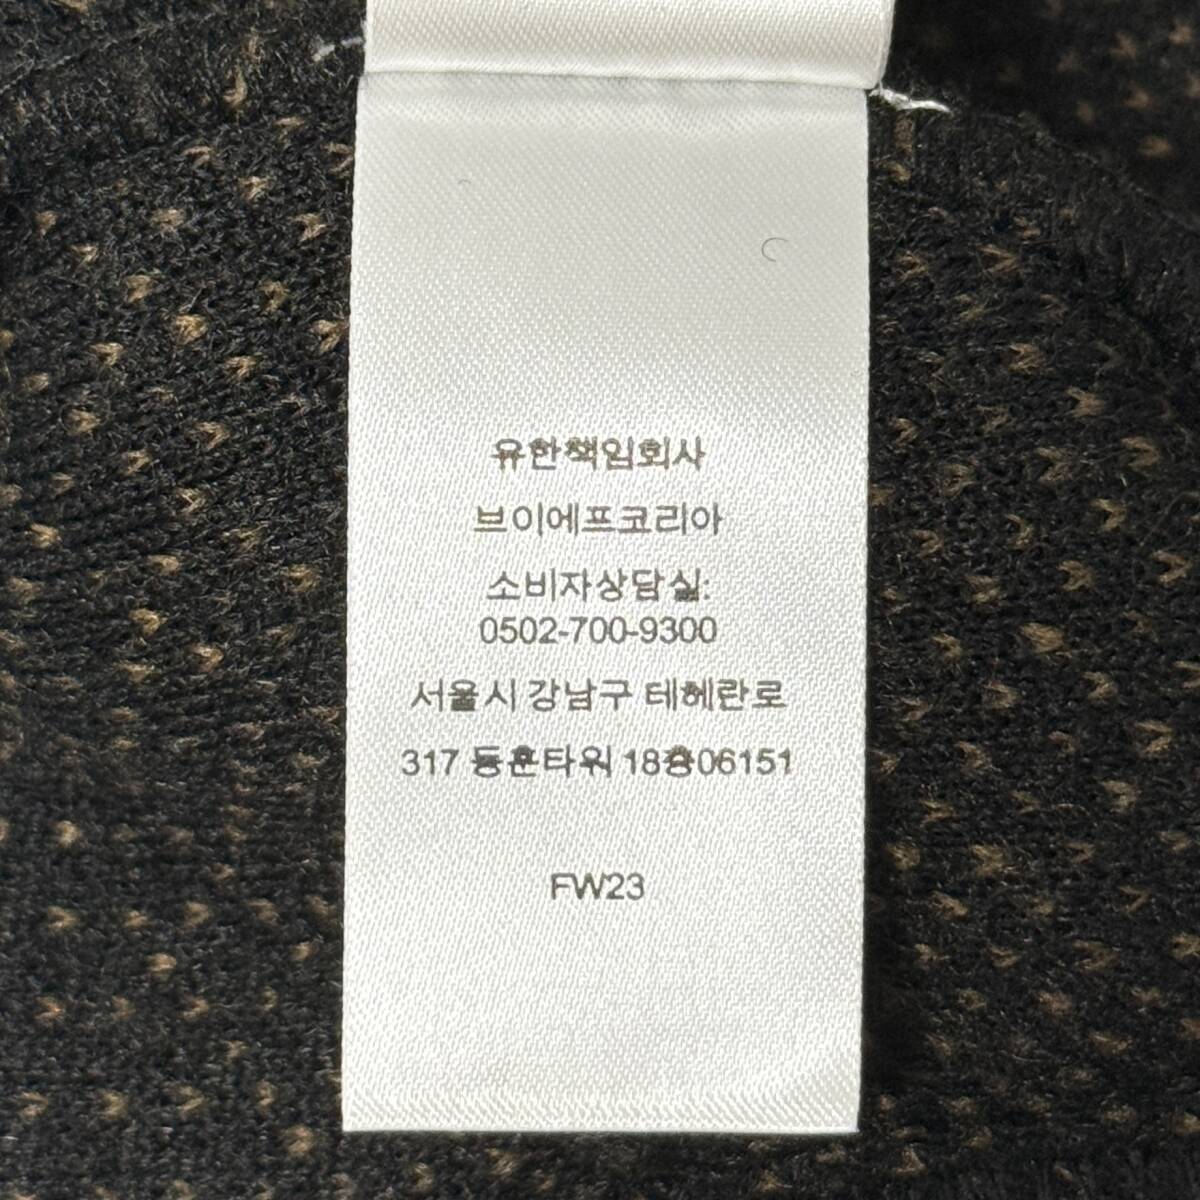 유한책임회사
브이에프코리아
소비자상담실:
0502-700-9300
서울시 강남구 테헤란로
317 동훈타워 18층06151
FW23